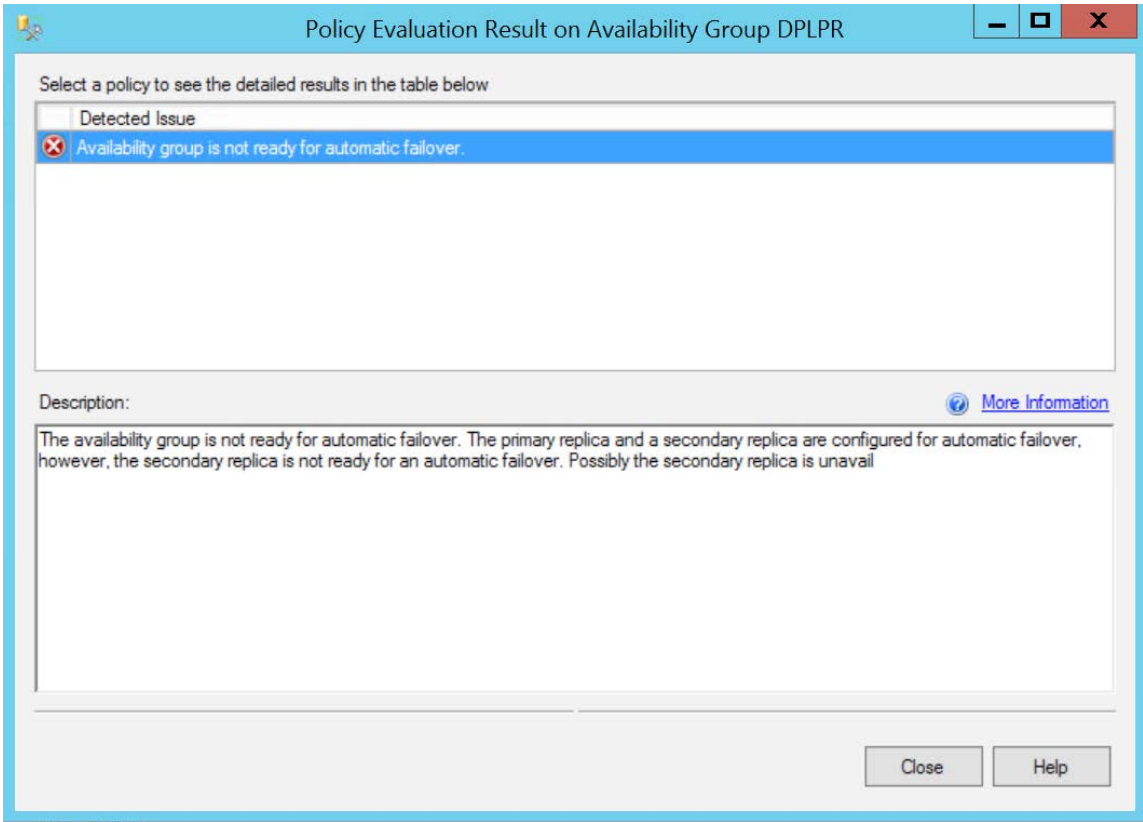 Policy Evaluation Result on Availability Group DPLPR
X
Select a policy to see the detailed results in the table below
Detected Issue
Availability group is not ready for automatic failover.
Description:
More Information
The availability group is not ready for automatic failover. The primary replica and a secondary replica are configured for automatic failover,
however, the secondary replica is not ready for an automatic failover. Possibly the secondary replica is unavail
Close
Help